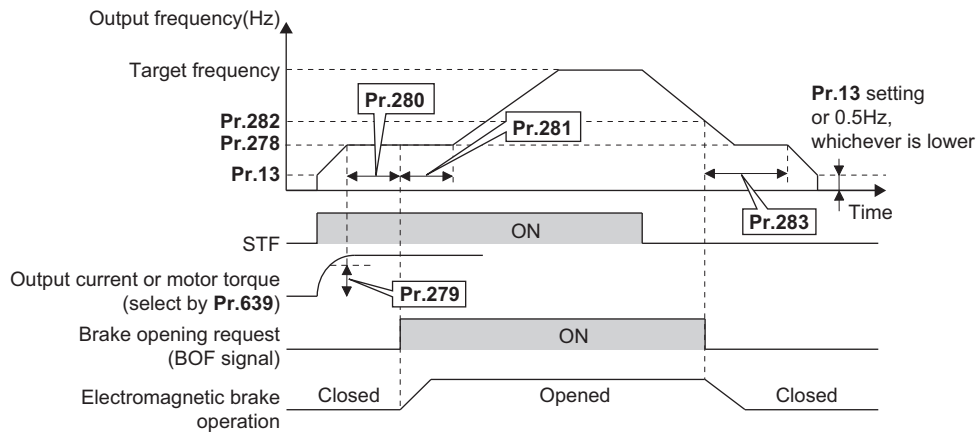 Output frequency(Hz)
Target frequency
Pr.280
Pr.13 setting
or 0.5Hz,
whichever is lower
Pr.282
Pr.281
Pr.278
Pr.13
Time
Pr.283
STF
ON
Output current or motor torque
(select by Pr.639)
Pr.279
Brake opening request
(BOF signal)
ON
Electromagnetic brake
operation
Closed
Opened
Closed